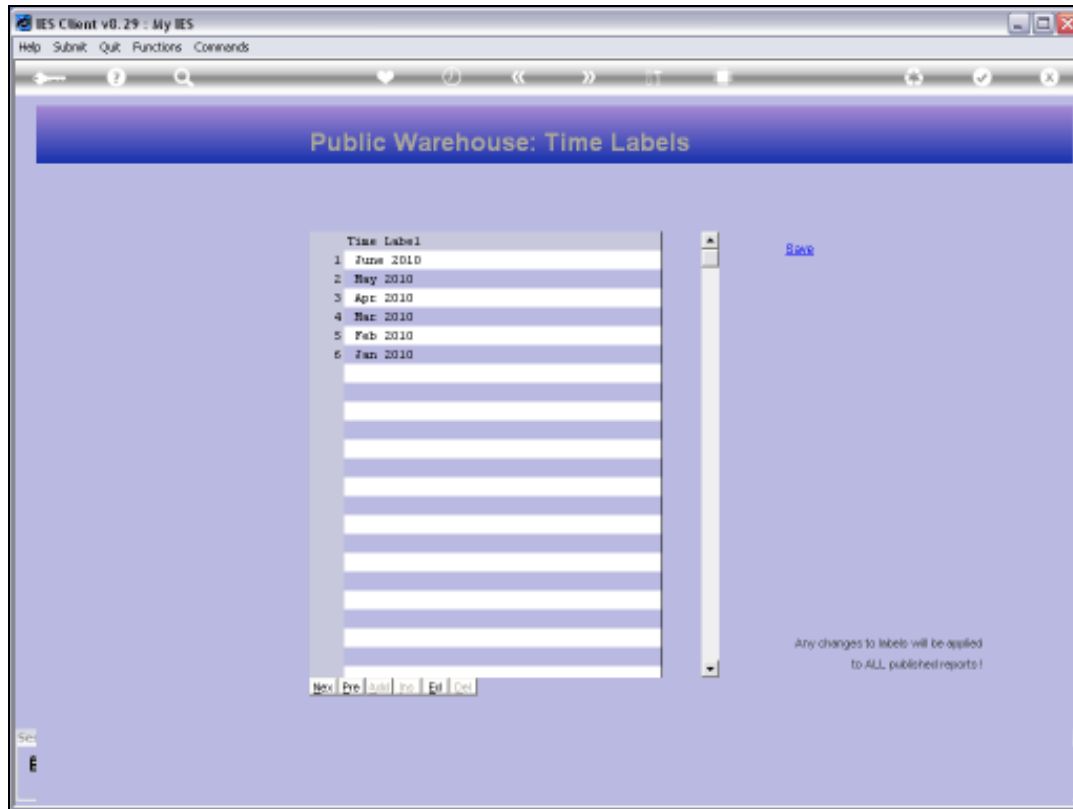 IES Client v8.29 : My IES
Help Submit Quit Functions Commands
Public Warehouse: Time Labels
Time Label
1 June 2010
2 May 2010
3 Apr 2010
4 Mar 2010
5 Feb 2010
6 Jan 2010
Save
Any changes to labels will be applied
to ALL published reports !
Nex Pre Add Ins Ed Del
Se
E